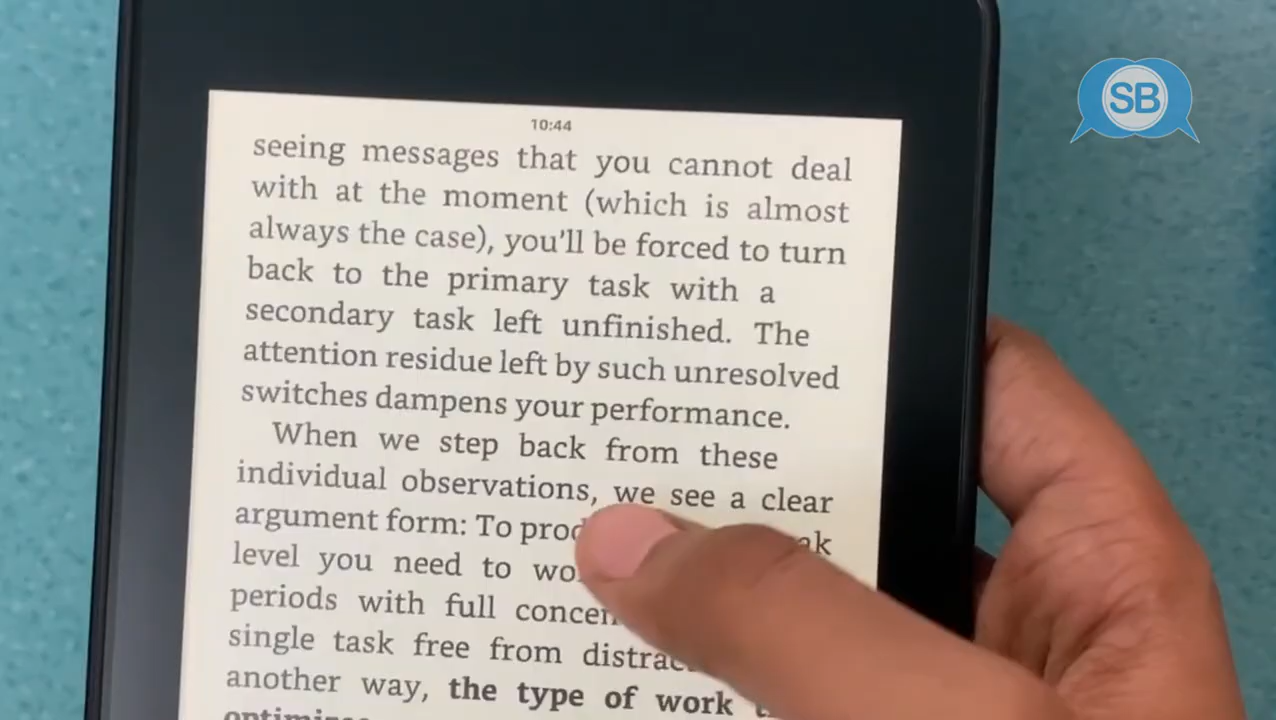 SB
10:44
seeing messages that you cannot deal
with at the moment (which is almost
always the case), you'll be forced to turn
back to the primary task with a
secondary task left unfinished. The
attention residue left by such unresolved
switches dampens your performance.
When we step back from these
individual observations, we see a clear
argument form: To
level you need to
periods with full
single task free from
another way, the type of work